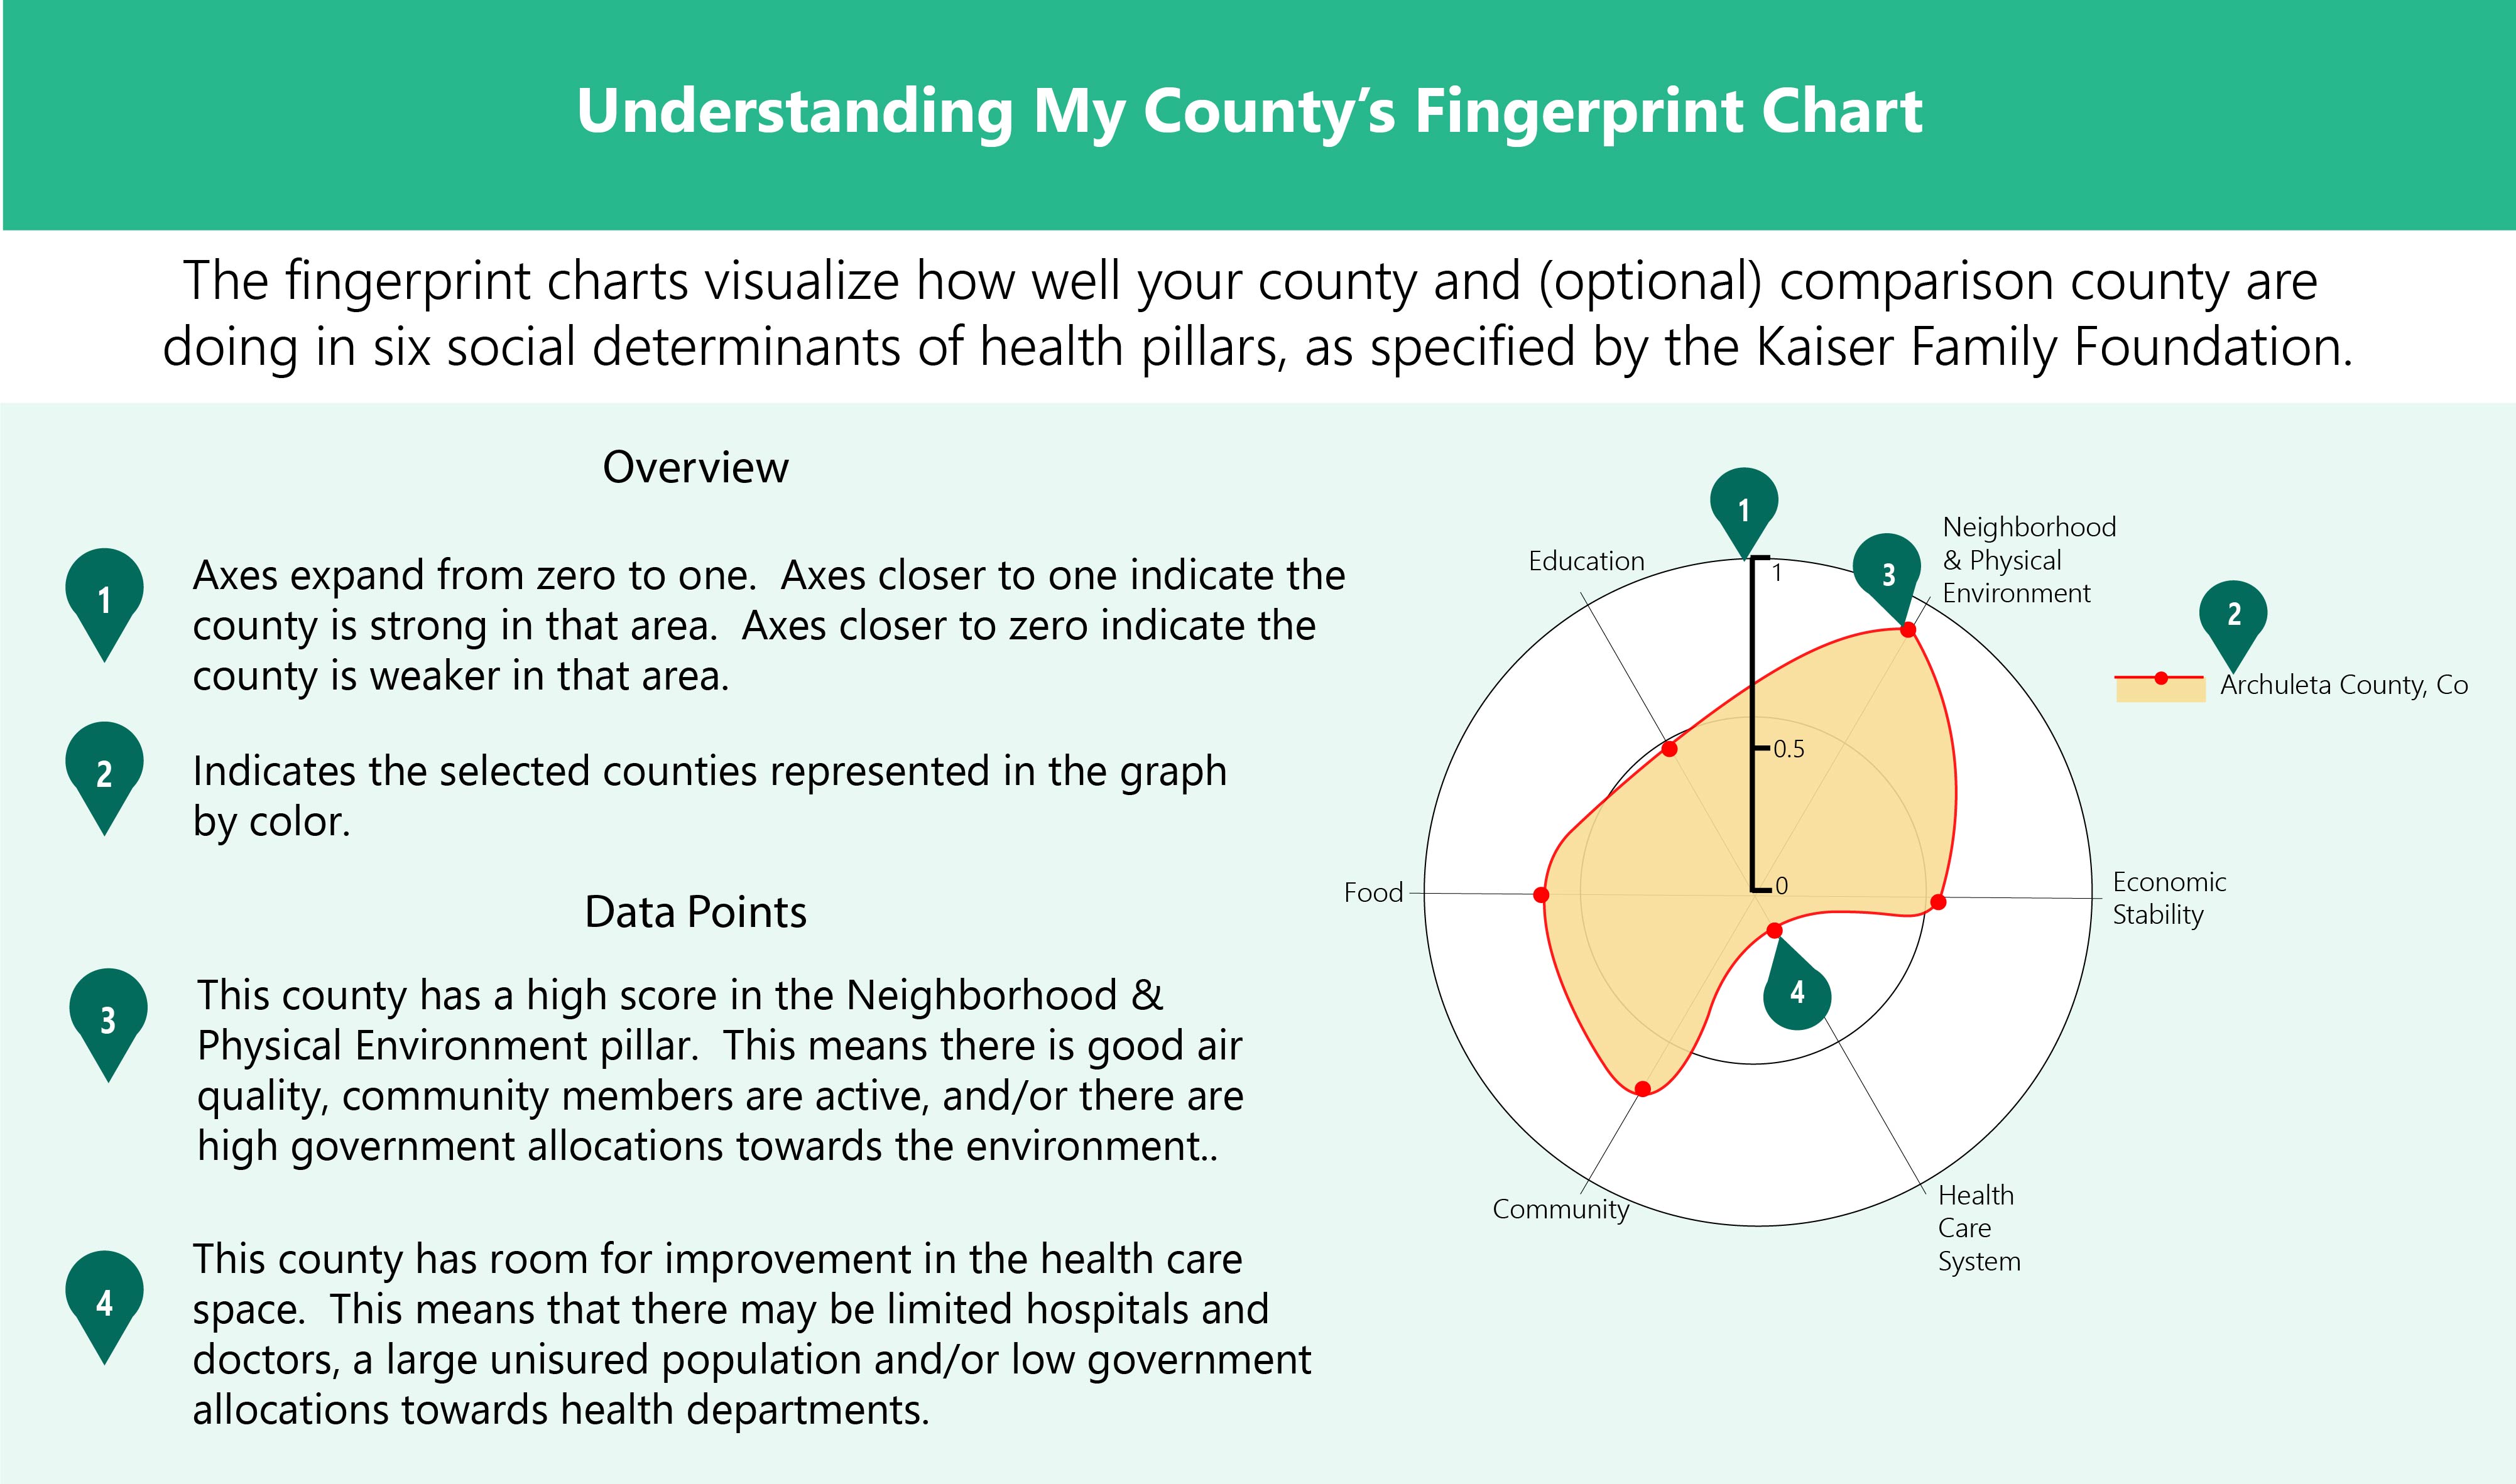 Understanding My County’s Fingerprint Chart
The fingerprint charts visualize how well your county and (optional) comparison county are
doing in six social determinants of health pillars, as specified by the Kaiser Family Foundation.
Overview
1
Axes expand from zero to one.  Axes closer to one indicate the
county is strong in that area.  Axes closer to zero indicate the
county is weaker in that area.
2
Indicates the selected counties represented in the graph
by color.
Data Points
3
This county has a high score in the Neighborhood &
Physical Environment pillar.  This means there is good air
quality, community members are active, and/or there are
high government allocations towards the environment..
4
This county has room for improvement in the health care
space.  This means that there may be limited hospitals and
doctors, a large unisured population and/or low government
allocations towards health departments.
1
Education
1
3
Neighborhood
& Physical
Environment
2
Archuleta County, Co
0.5
Food
0
Economic
Stability
4
Community
Health
Care
System